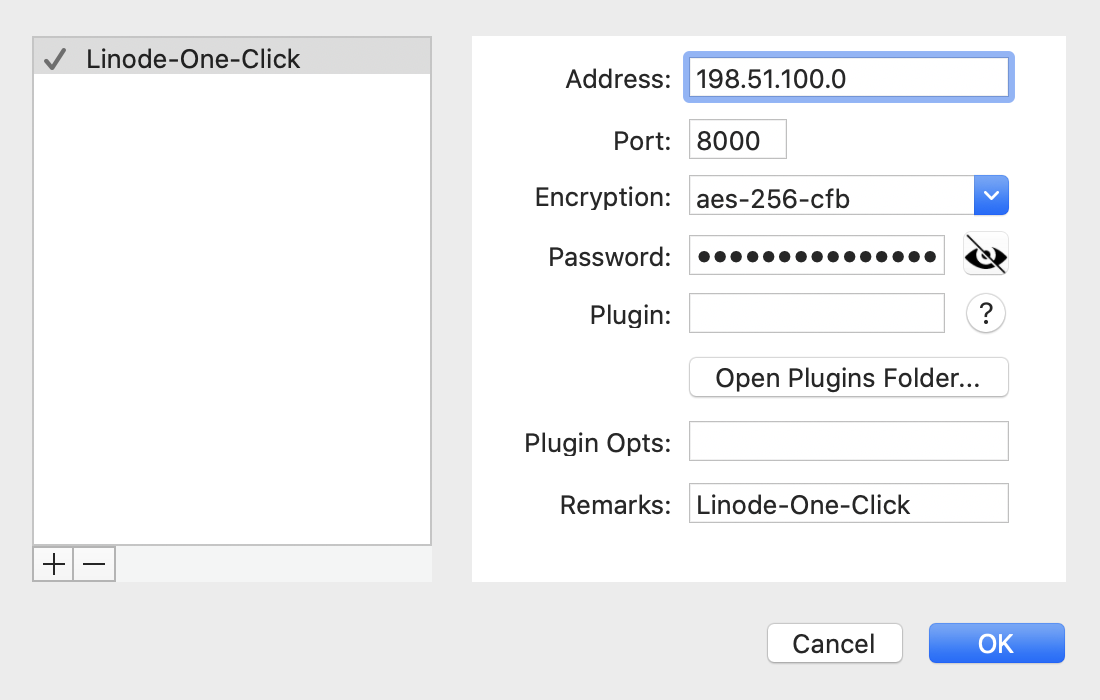 Linode-One-Click
Address: 198.51.100.0
Port: 8000
Encryption: aes-256-cfb
Password: ●●●●●●●●●●●●●●●
Plugin:
?
Open Plugins Folder...
Plugin Opts:
Remarks: Linode-One-Click
Cancel OK